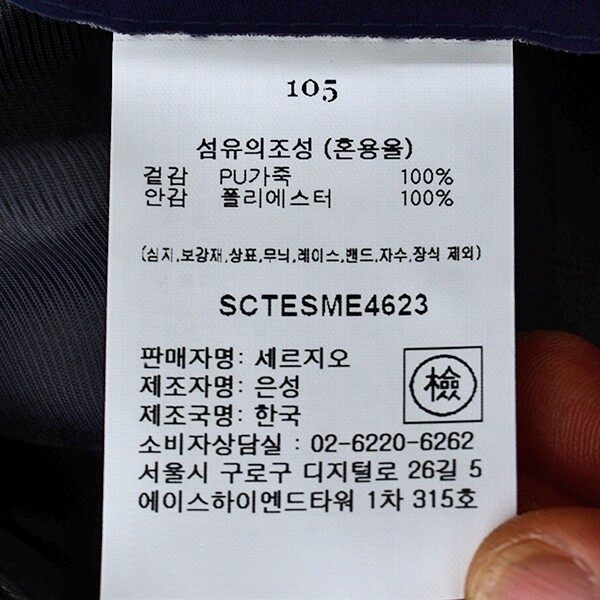 105
섬유의조성 (혼용율)
겉감 PU가죽 100%
안감 폴리에스터 100%
(심지,보강재,상표,무늬,레이스,밴드,자수,장식 제외)
SCTESME4623
판매자명: 세르지오
제조자명: 은성
檢
제조국명: 한국
소비자상담실 : 02-6220-6262
서울시 구로구 디지털로 26길 5
에이스하이엔드타워 1차 315호